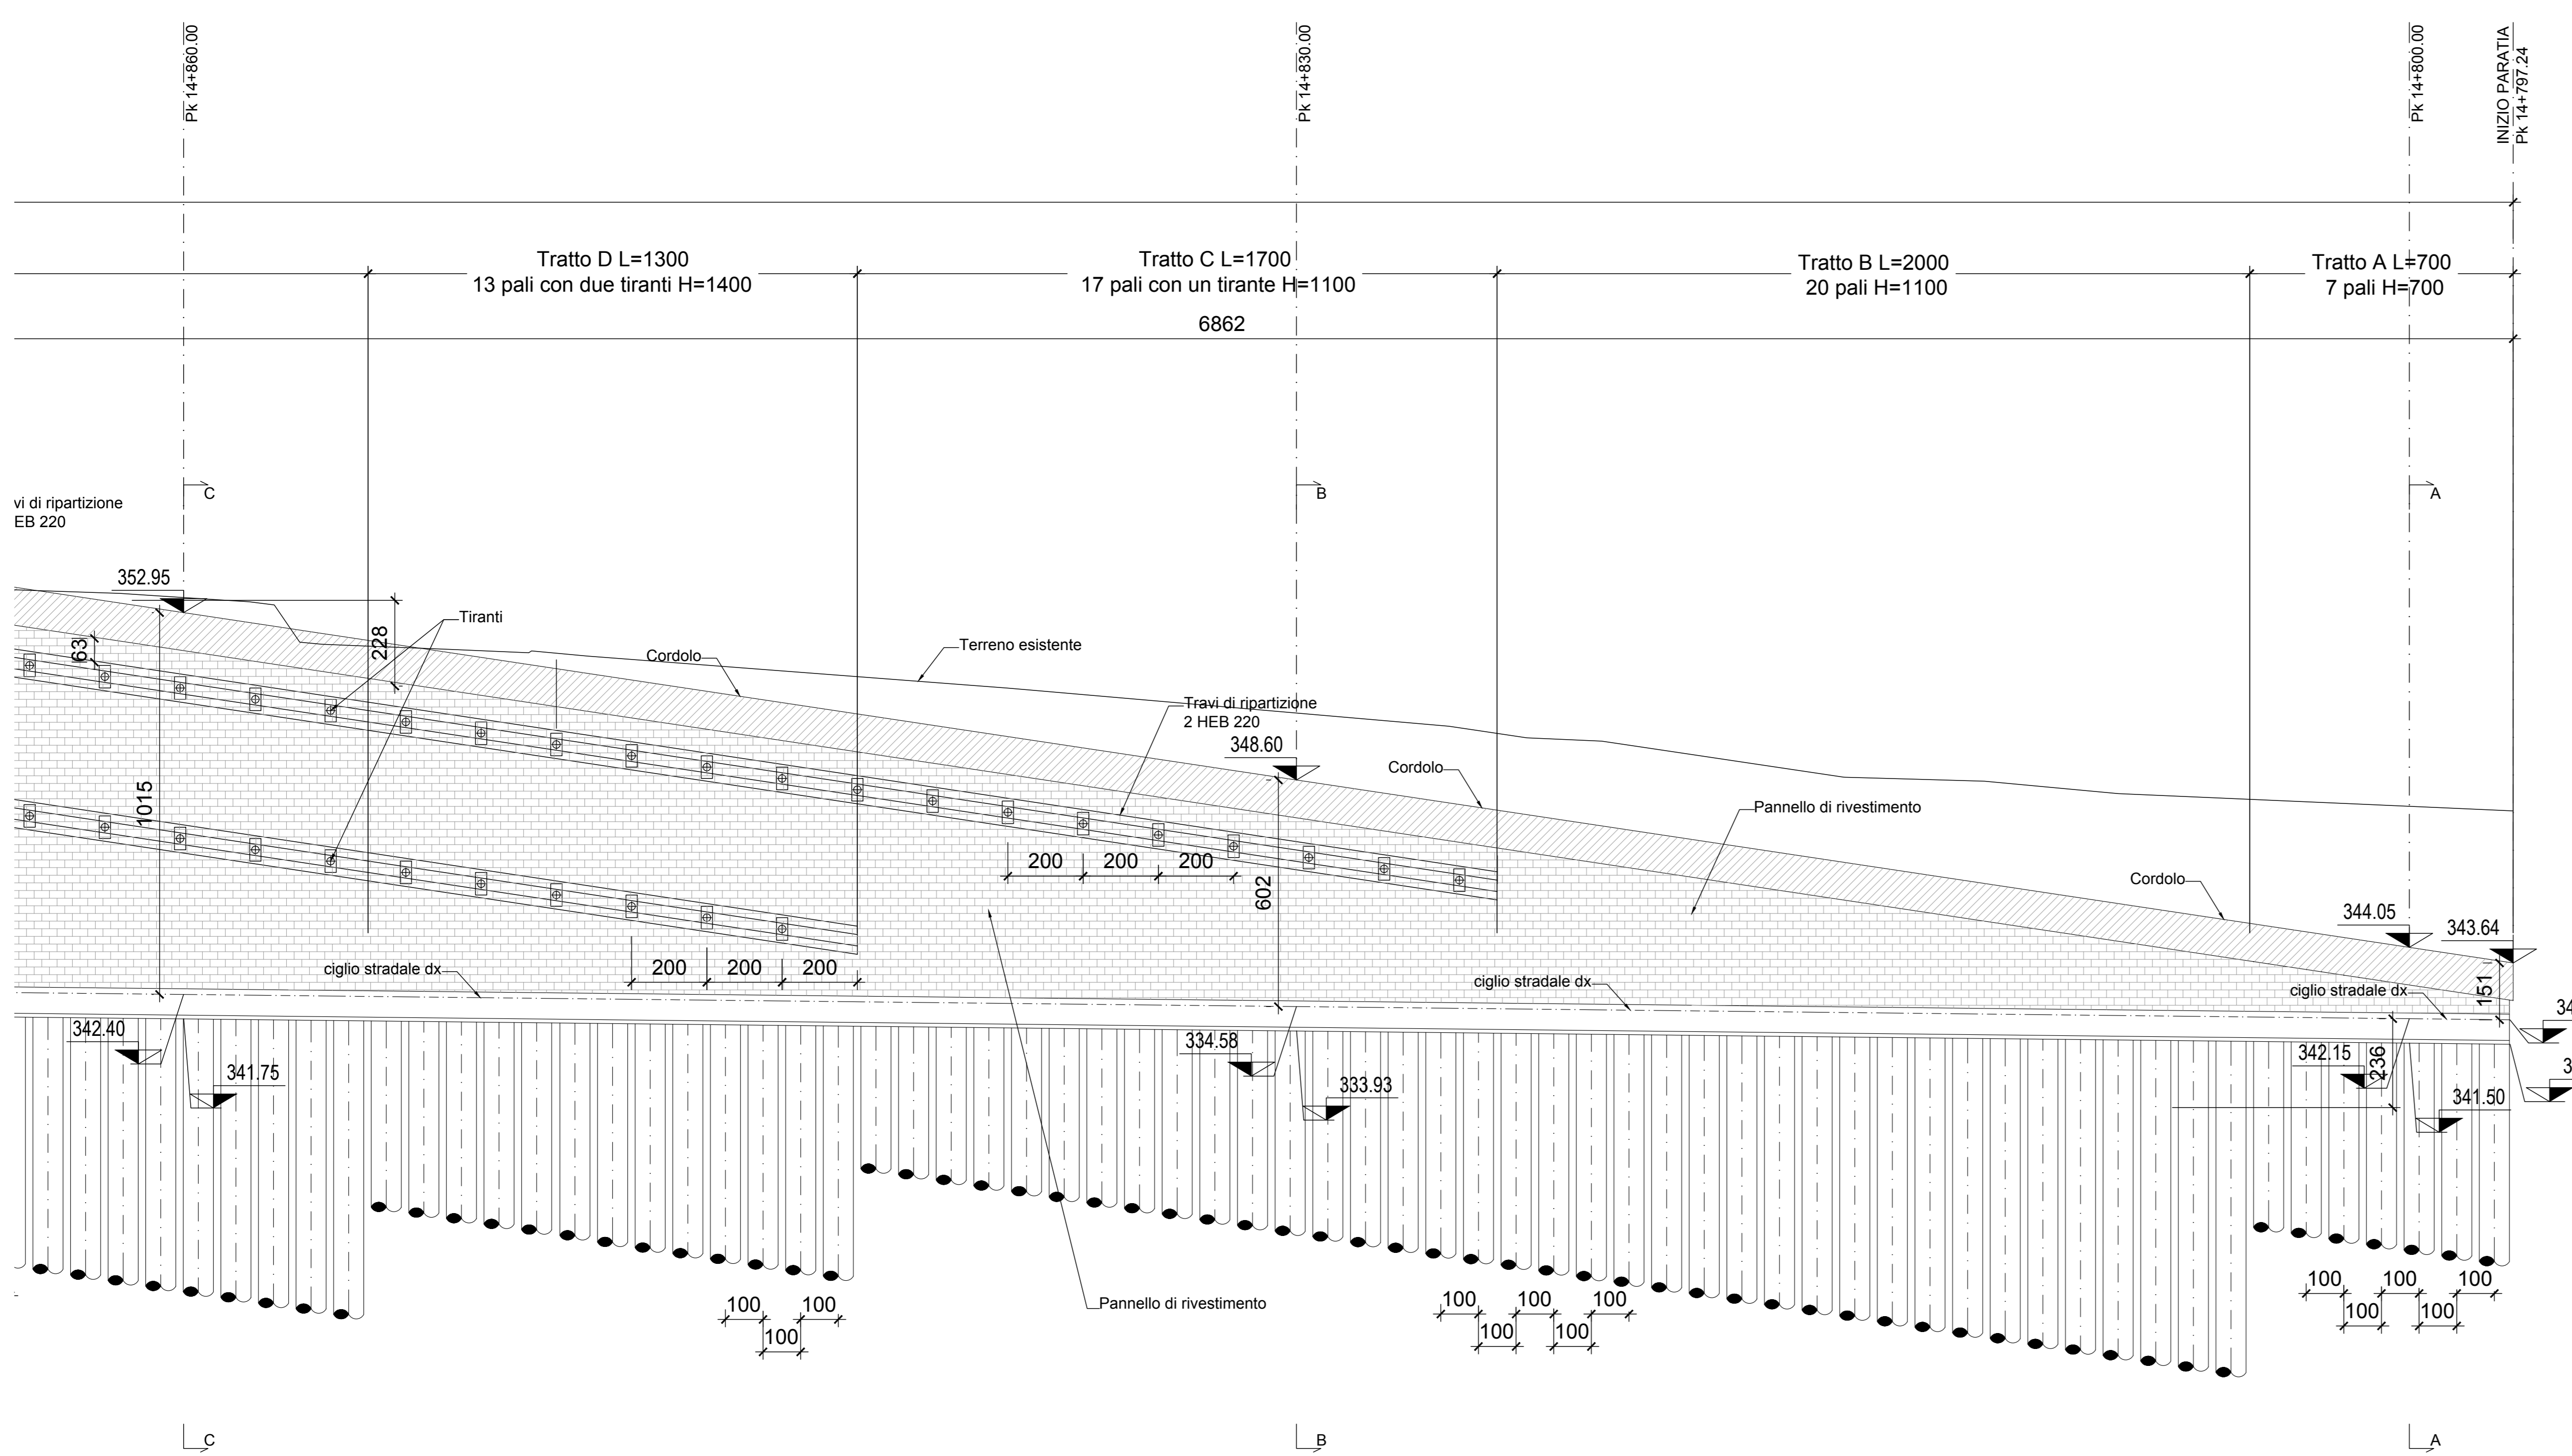 Pk 14+860.00
Pk 14+830.00
Pk 14+800.00
INIZIO PARATIA
Pk 14+797.24
Tratto D L=1300
13 pali con due tiranti H=1400
Tratto C L=1700
17 pali con un tirante H=1100
Tratto B L=2000
20 pali H=1100
Tratto A L=700
7 pali H=700
6862
C
B
A
vi di ripartizione
EB 220
352.95
63
228
Tiranti
Cordolo
Terreno esistente
Travi di ripartizione
2 HEB 220
348.60
Cordolo
Pannello di rivestimento
1015
200
200
200
602
Cordolo
344.05
343.64
200
200
200
ciglio stradale dx
ciglio stradale dx
ciglio stradale dx
151
342.40
341.75
334.58
333.93
342.15
236
341.50
34
3
100
100
100
Pannello di rivestimento
100
100
100
100
100
100
100
100
100
100
C
B
A